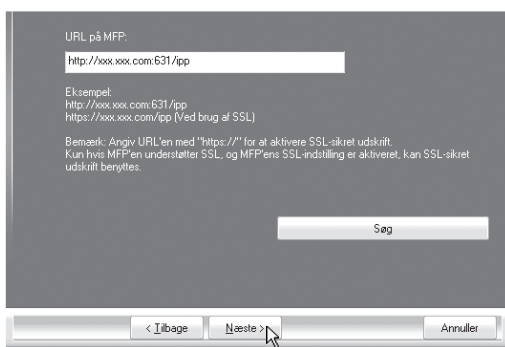 URL på MFP:
http://xxx.xxx.com:631/ipp
Eksempel:
http://xxx.xxx.com:631/ipp
https://xxx.xxx.com/ipp (Ved brug af SSL)
Bemærk: Angiv URL'en med "https://" for at aktivere SSL-sikret udskrift.
Kun hvis MFP'en understøtter SSL, og MFP'ens SSL-indstilling er aktiveret, kan SSL-sikret
udskrift benyttes.
Søg
< Tilbage
Næste >
Annuller